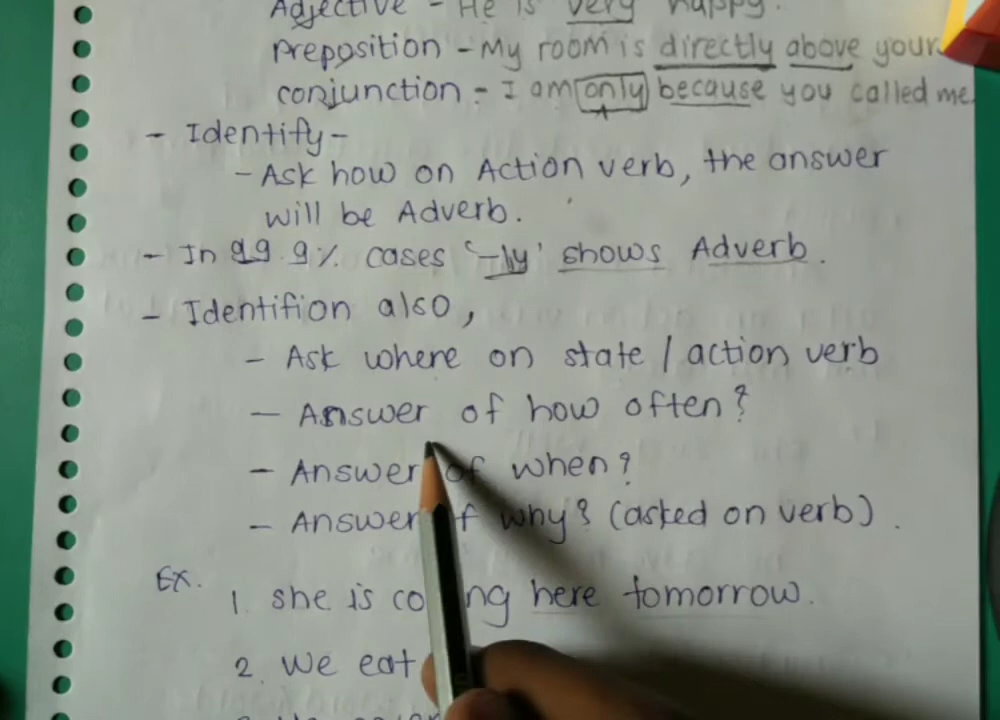 Adjective - He is very happy.
Preposition - My room is directly above your
conjunction - I am only because you called me.
- Identify -
- Ask how on Action verb, the answer
will be Adverb.
- In 99.9% cases '-ly' shows Adverb.
- Identifion also,
- Ask where on state / action verb
- Answer of how often?
- Answer of when?
- Answer of why? (asked on verb).
Ex.
1. she is co ng here tomorrow.
2. We eat